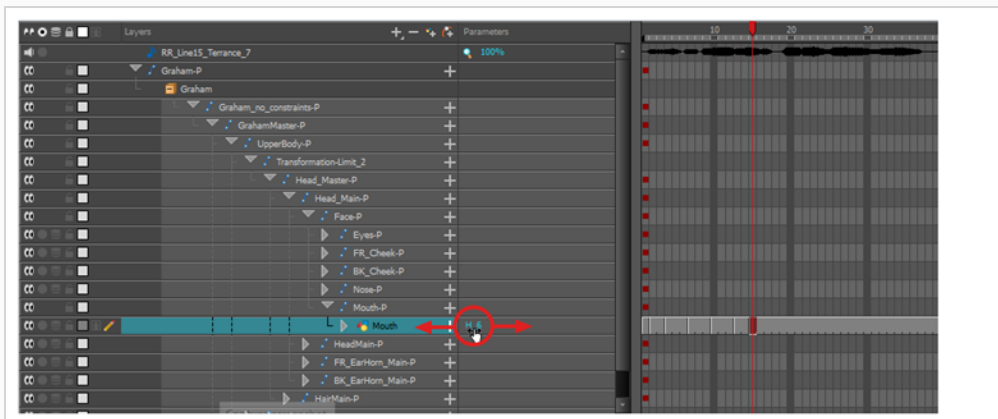 Layers Parameters 10 20 30
RR_Line15_Terrance_7 100%
Graham-P
Graham
Graham_no_constraints-P
GrahamMaster-P
UpperBody-P
Transformation-Limit_2
Head_Master-P
Head_Main-P
Face-P
Eyes-P
FR_Cheek-P
BK_Cheek-P
Nose-P
Mouth-P
Mouth
HeadMain-P
FR_EarHorn_Main-P
BK_EarHorn_Main-P
HairMain-P